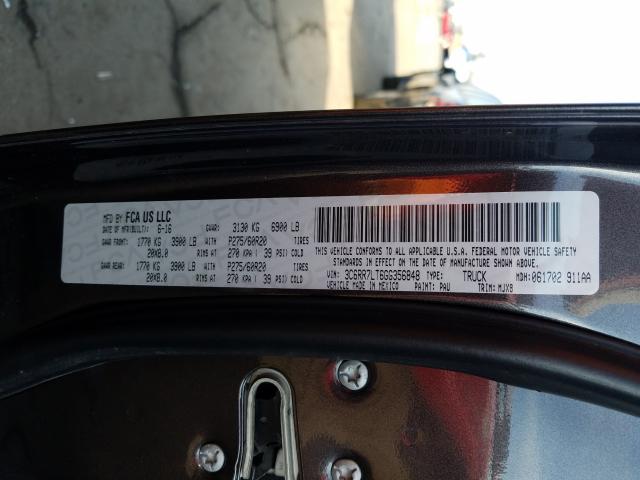 MFD BY FCA US LLC
DATE OF MFR(BUILT): 6-16 GVWR: 3130 KG 6900 LB
GAWR FRONT: 1770 KG 3900 LB WITH P275/60R20 TIRES
20X8.0 RIMS AT 270 KPA( 39 PSI)COLD
GAWR REAR: 1770 KG 3900 LB WITH P275/60R20 TIRES
20X8.0 RIMS AT 270 KPA( 39 PSI)COLD
THIS VEHICLE CONFORMS TO ALL APPLICABLE U.S.A. FEDERAL MOTOR VEHICLE SAFETY
STANDARDS IN EFFECT ON THE DATE OF MANUFACTURE SHOWN ABOVE.
VIN: 3C6RR7LT6GG356848 TYPE: TRUCK MDH: 061702 911AA
VEHICLE MADE IN MEXICO PAINT: PAU TRIM: MJX8